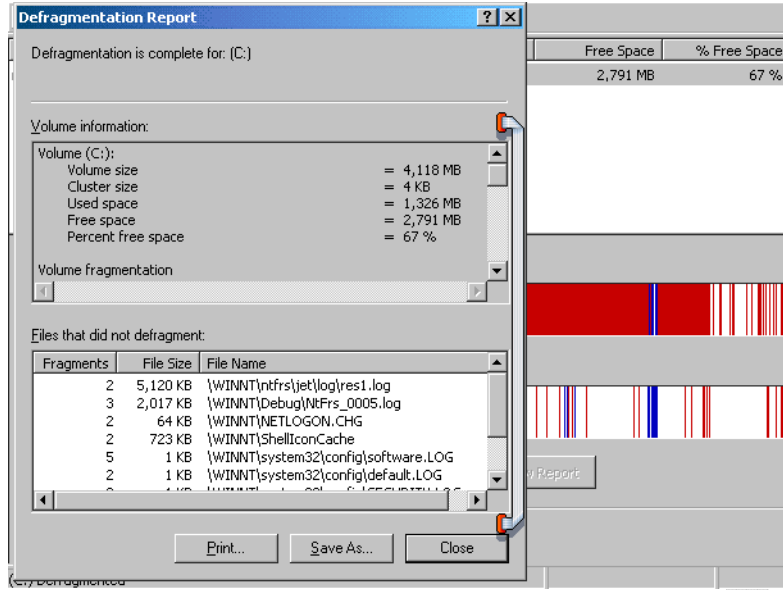 Defragmentation Report
Defragmentation is complete for: (C:)
Free Space % Free Space
2,791 MB 67 %
Volume information:
Volume (C:):
Volume size = 4,118 MB
Cluster size = 4 KB
Used space = 1,326 MB
Free space = 2,791 MB
Percent free space = 67 %
Volume fragmentation
Files that did not defragment:
Fragments File Size File Name
2 5,120 KB \WINNT\ntfrs\jet\log\res1.log
3 2,017 KB \WINNT\Debug\NtFrs_0005.log
2 64 KB \WINNT\NETLOGON.CHG
2 723 KB \WINNT\ShellIconCache
5 1 KB \WINNT\system32\config\software.LOG
2 1 KB \WINNT\system32\config\default.LOG
Report
Print... Save As... Close
(C:) Defragmented